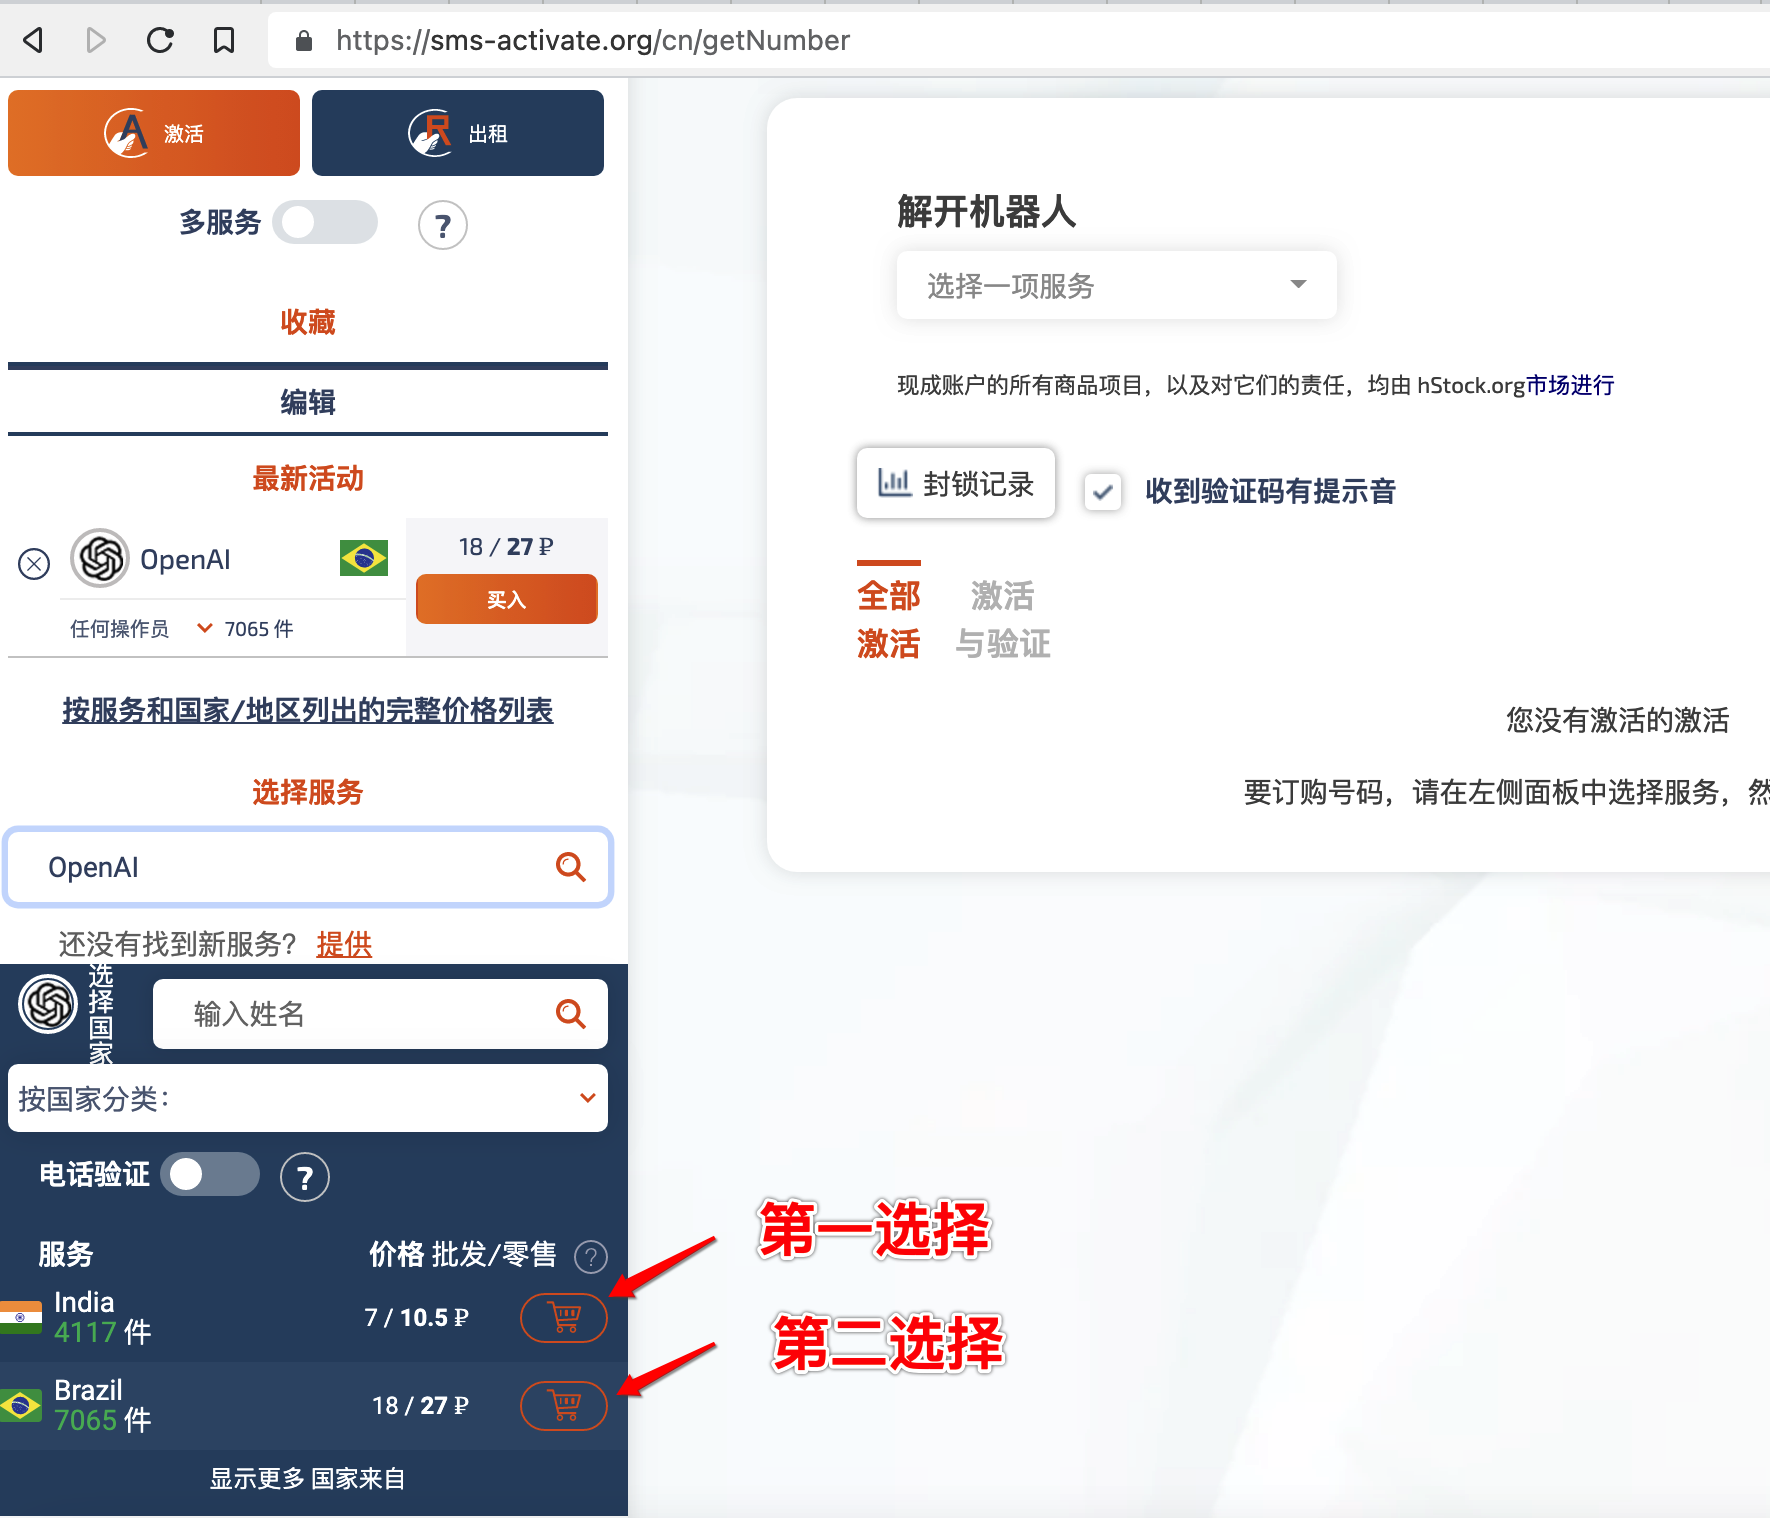 https://sms-activate.org/cn/getNumber
激活
出租
多服务
?
收藏
编辑
最新活动
OpenAI
18 / 27 ₽
买入
任何操作员
7065 件
按服务和国家/地区列出的完整价格列表
选择服务
OpenAI
还没有找到新服务? 提供
选择国家
输入姓名
按国家分类:
电话验证
?
服务
价格 批发/零售 ?
India
4117 件
7 / 10.5 ₽
Brazil
7065 件
18 / 27 ₽
显示更多 国家来自
解开机器人
选择一项服务
现成账户的所有商品项目，以及对它们的责任，均由 hStock.org市场进行
封锁记录
收到验证码有提示音
全部
激活
激活
与验证
您没有激活的激活
要订购号码，请在左侧面板中选择服务，然
第一选择
第二选择